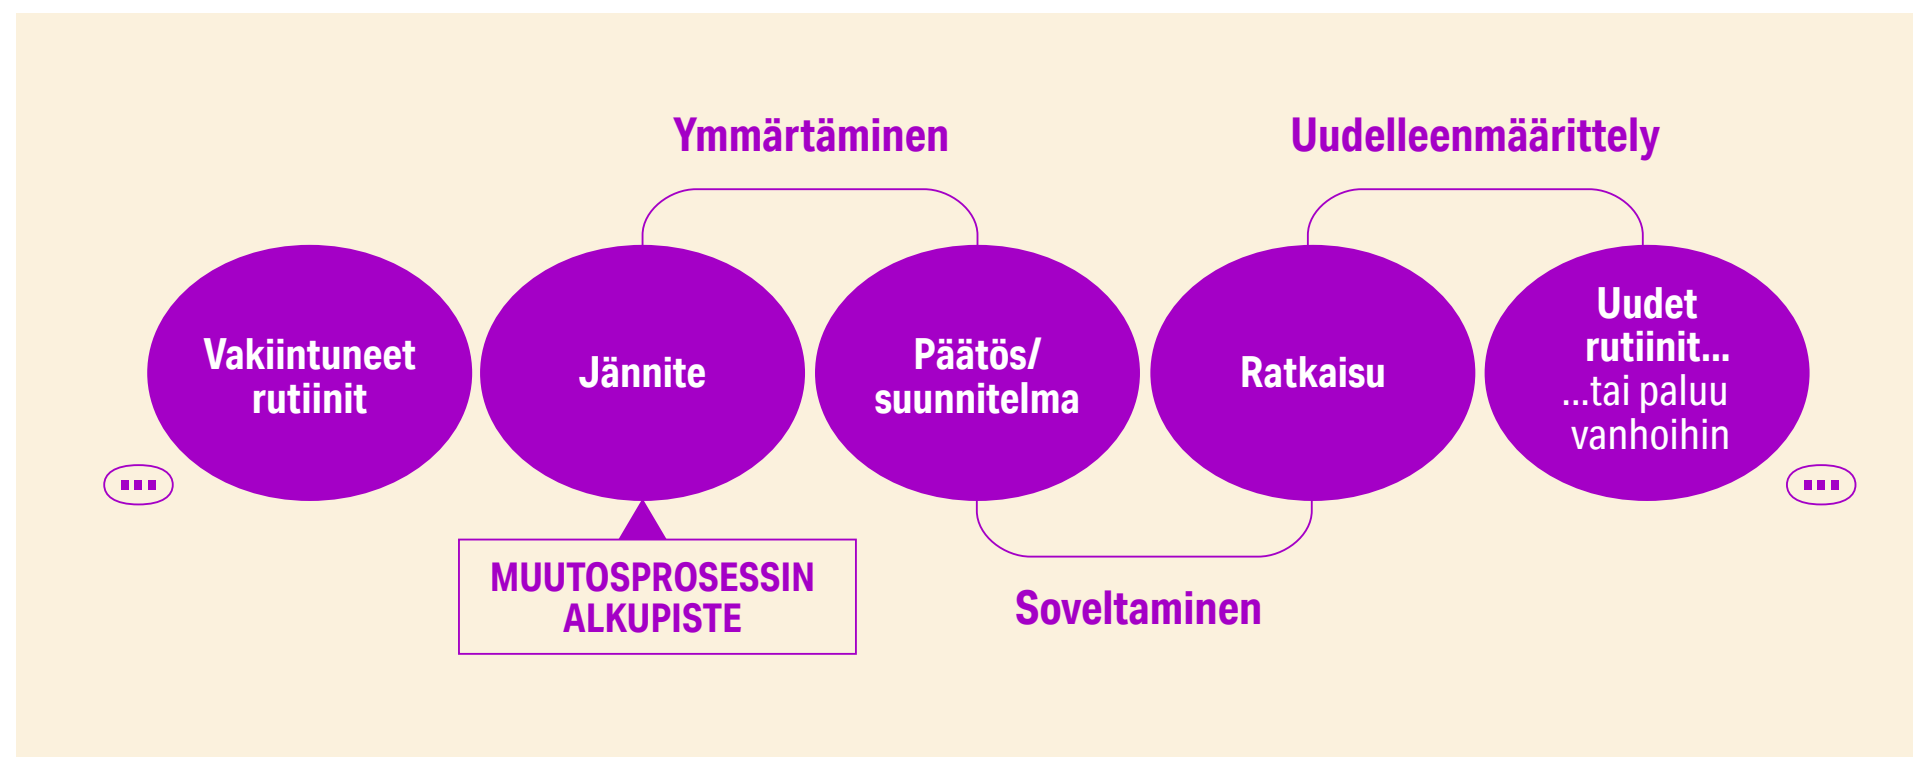 Ymmärtäminen
Uudelleenmäärittely
Vakiintuneet
rutiinit
Jännite
Päätös/
suunnitelma
Ratkaisu
Uudet
rutiinit...
...tai paluu
vanhoihin
MUUTOSPROSESSIN
ALKUPISTE
Soveltaminen